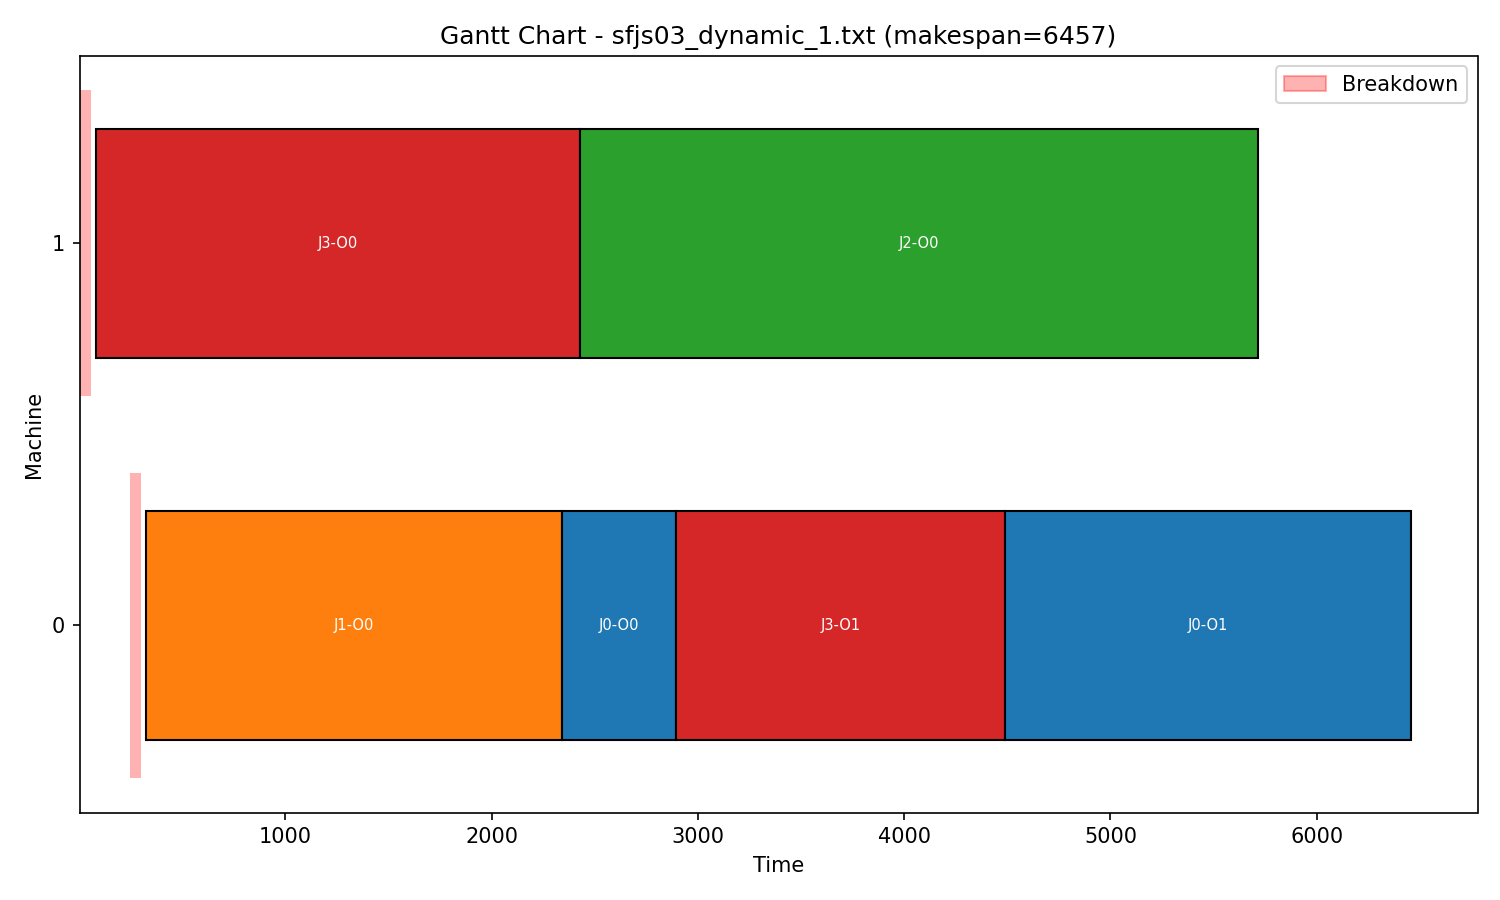 Gantt Chart - sfjs03_dynamic_1.txt (makespan=6457)
Breakdown
1
J3-O0
J2-O0
Machine
0
J1-O0
J0-O0
J3-O1
J0-O1
1000 2000 3000 4000 5000 6000
Time